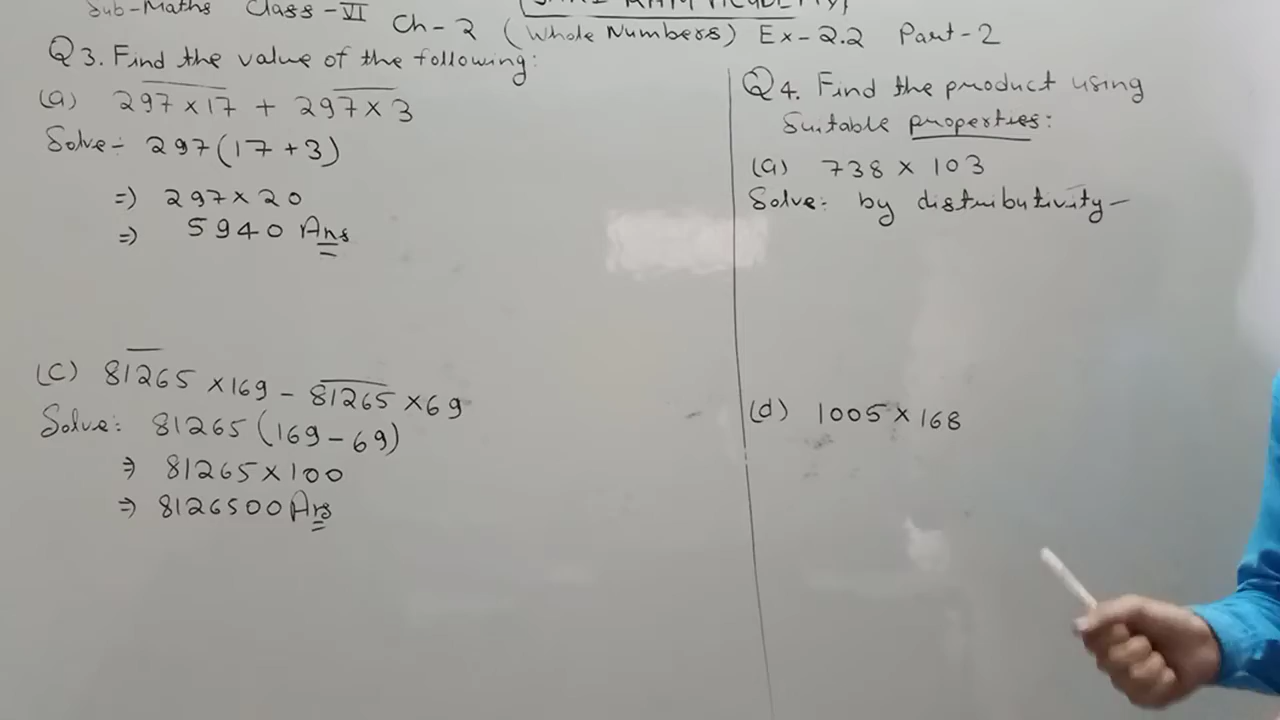 Sub-Maths Class-VI Ch-2 (Whole Numbers) Ex-2.2 Part-2
Q3. Find the value of the following:
(a) 297 × 17 + 297 × 3
Solve- 297(17+3)
⇒ 297 × 20
⇒ 5940 Ans
(C) 81265 × 169 - 81265 × 69
Solve: 81265 (169-69)
⇒ 81265 × 100
⇒ 8126500 Ans
Q4. Find the product using
Suitable properties:
(a) 738 × 103
Solve: by distributivity-
(d) 1005 × 168